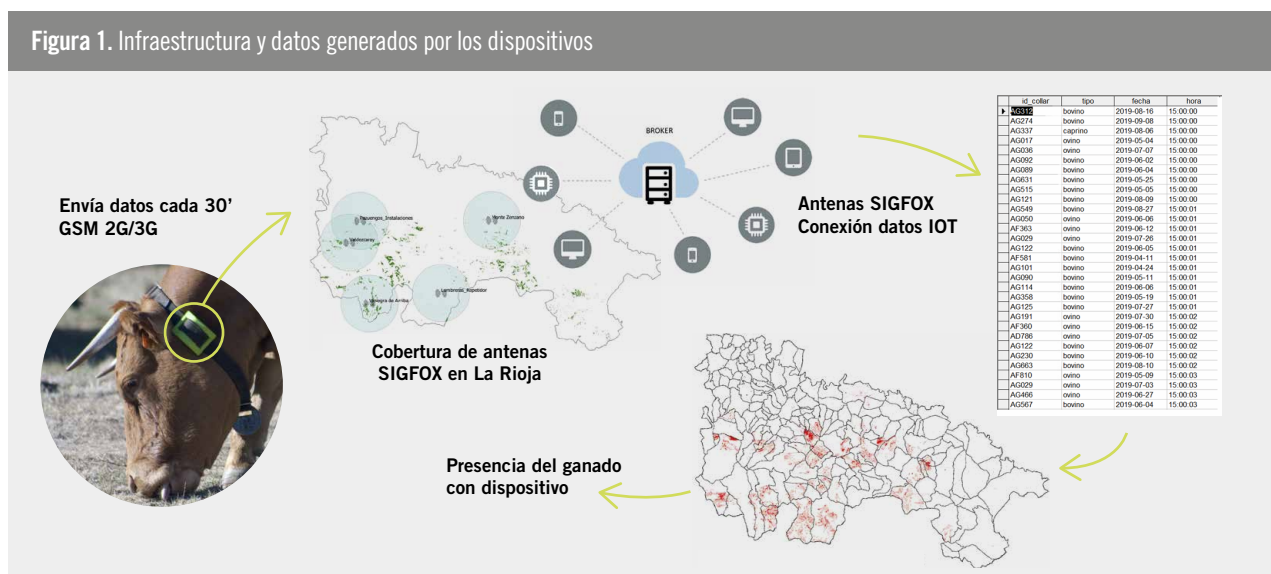 Figura 1. Infraestructura y datos generados por los dispositivos
Envía datos cada 30’
GSM 2G/3G
Pazuengos_Instalaciones
Valdezcaray
Lumbreras_Repetidor
BROKER
Cobertura de antenas
SIGFOX en La Rioja
Antenas SIGFOX
Conexión datos IOT
id_collar tipo fecha hora
AG312 bovino 2019-08-16 15:00:00
AG274 bovino 2019-09-08 15:00:00
AG337 caprino 2019-08-06 15:00:00
AG017 ovino 2019-05-04 15:00:00
AG036 ovino 2019-07-07 15:00:00
AG092 bovino 2019-06-02 15:00:00
AG089 bovino 2019-06-04 15:00:00
AG631 bovino 2019-05-25 15:00:00
AG515 bovino 2019-05-05 15:00:00
AG121 bovino 2019-08-09 15:00:00
AG549 bovino 2019-08-27 15:00:01
AG050 ovino 2019-06-06 15:00:01
AF363 ovino 2019-06-12 15:00:01
AG029 ovino 2019-07-26 15:00:01
AG122 bovino 2019-06-05 15:00:01
AF581 bovino 2019-04-11 15:00:01
AG101 bovino 2019-04-24 15:00:01
AG090 bovino 2019-05-11 15:00:01
AG114 bovino 2019-06-06 15:00:01
AG358 bovino 2019-05-19 15:00:01
AG125 bovino 2019-07-27 15:00:01
AG191 ovino 2019-07-30 15:00:02
AF360 ovino 2019-06-15 15:00:02
AD786 ovino 2019-07-05 15:00:02
AG122 bovino 2019-06-07 15:00:02
AG230 bovino 2019-06-10 15:00:02
AG663 bovino 2019-08-10 15:00:02
AF810 ovino 2019-05-09 15:00:03
AG029 ovino 2019-07-03 15:00:03
AG466 ovino 2019-06-27 15:00:03
AG567 bovino 2019-06-04 15:00:03
Presencia del ganado
con dispositivo